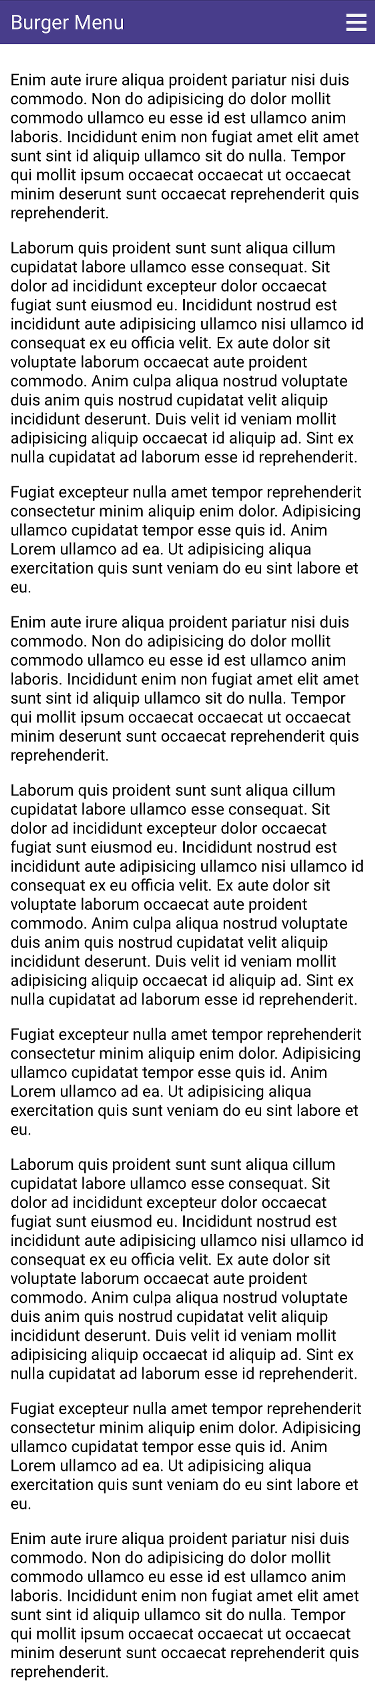 Burger Menu
Enim aute irure aliqua proident pariatur nisi duis
commodo. Non do adipisicing do dolor mollit
commodo ullamco eu esse id est ullamco anim
laboris. Incididunt enim non fugiat amet elit amet
sunt sint id aliquip ullamco sit do nulla. Tempor
qui mollit ipsum occaecat occaecat ut occaecat
minim deserunt sunt occaecat reprehenderit quis
reprehenderit.
Laborum quis proident sunt sunt aliqua cillum
cupidatat labore ullamco esse consequat. Sit
dolor ad incididunt excepteur dolor occaecat
fugiat sunt eiusmod eu. Incididunt nostrud est
incididunt aute adipisicing ullamco nisi ullamco id
consequat ex eu officia velit. Ex aute dolor sit
voluptate laborum occaecat aute proident
commodo. Anim culpa aliqua nostrud voluptate
duis anim quis nostrud cupidatat velit aliquip
incididunt deserunt. Duis velit id veniam mollit
adipisicing aliquip occaecat id aliquip ad. Sint ex
nulla cupidatat ad laborum esse id reprehenderit.
Fugiat excepteur nulla amet tempor reprehenderit
consectetur minim aliquip enim dolor. Adipisicing
ullamco cupidatat tempor esse quis id. Anim
Lorem ullamco ad ea. Ut adipisicing aliqua
exercitation quis sunt veniam do eu sint labore et
eu.
Enim aute irure aliqua proident pariatur nisi duis
commodo. Non do adipisicing do dolor mollit
commodo ullamco eu esse id est ullamco anim
laboris. Incididunt enim non fugiat amet elit amet
sunt sint id aliquip ullamco sit do nulla. Tempor
qui mollit ipsum occaecat occaecat ut occaecat
minim deserunt sunt occaecat reprehenderit quis
reprehenderit.
Laborum quis proident sunt sunt aliqua cillum
cupidatat labore ullamco esse consequat. Sit
dolor ad incididunt excepteur dolor occaecat
fugiat sunt eiusmod eu. Incididunt nostrud est
incididunt aute adipisicing ullamco nisi ullamco id
consequat ex eu officia velit. Ex aute dolor sit
voluptate laborum occaecat aute proident
commodo. Anim culpa aliqua nostrud voluptate
duis anim quis nostrud cupidatat velit aliquip
incididunt deserunt. Duis velit id veniam mollit
adipisicing aliquip occaecat id aliquip ad. Sint ex
nulla cupidatat ad laborum esse id reprehenderit.
Fugiat excepteur nulla amet tempor reprehenderit
consectetur minim aliquip enim dolor. Adipisicing
ullamco cupidatat tempor esse quis id. Anim
Lorem ullamco ad ea. Ut adipisicing aliqua
exercitation quis sunt veniam do eu sint labore et
eu.
Laborum quis proident sunt sunt aliqua cillum
cupidatat labore ullamco esse consequat. Sit
dolor ad incididunt excepteur dolor occaecat
fugiat sunt eiusmod eu. Incididunt nostrud est
incididunt aute adipisicing ullamco nisi ullamco id
consequat ex eu officia velit. Ex aute dolor sit
voluptate laborum occaecat aute proident
commodo. Anim culpa aliqua nostrud voluptate
duis anim quis nostrud cupidatat velit aliquip
incididunt deserunt. Duis velit id veniam mollit
adipisicing aliquip occaecat id aliquip ad. Sint ex
nulla cupidatat ad laborum esse id reprehenderit.
Fugiat excepteur nulla amet tempor reprehenderit
consectetur minim aliquip enim dolor. Adipisicing
ullamco cupidatat tempor esse quis id. Anim
Lorem ullamco ad ea. Ut adipisicing aliqua
exercitation quis sunt veniam do eu sint labore et
eu.
Enim aute irure aliqua proident pariatur nisi duis
commodo. Non do adipisicing do dolor mollit
commodo ullamco eu esse id est ullamco anim
laboris. Incididunt enim non fugiat amet elit amet
sunt sint id aliquip ullamco sit do nulla. Tempor
qui mollit ipsum occaecat occaecat ut occaecat
minim deserunt sunt occaecat reprehenderit quis
reprehenderit.